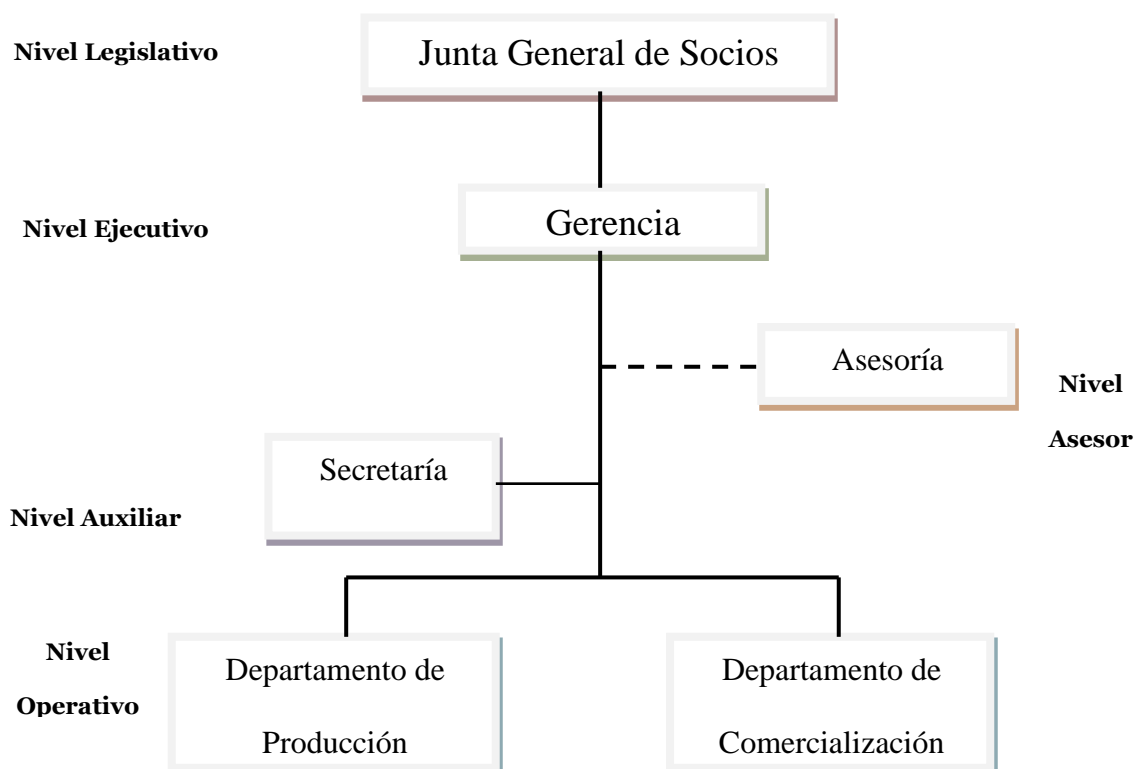 Nivel Legislativo
Junta General de Socios
Nivel Ejecutivo
Gerencia
Asesoría
Nivel
Asesor
Secretaría
Nivel Auxiliar
Nivel
Operativo
Departamento de
Producción
Departamento de
Comercialización